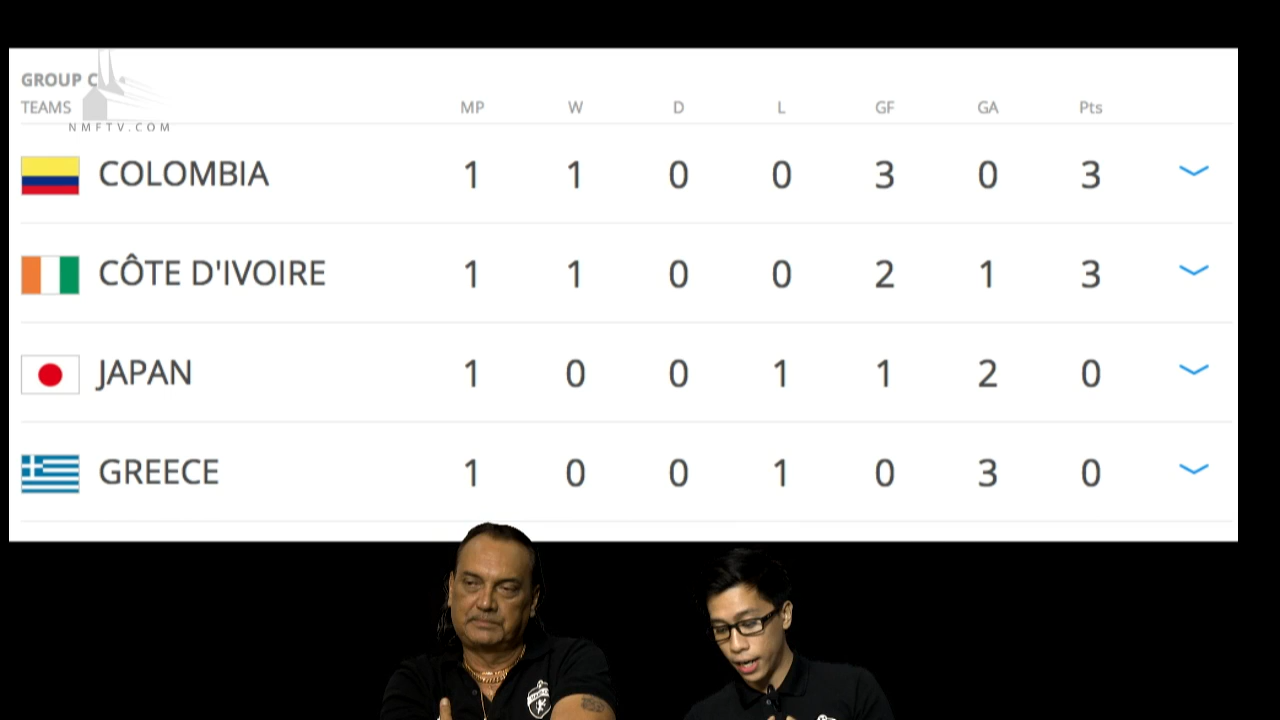 GROUP C
TEAMS MP W D L GF GA Pts
NMFTV.COM
COLOMBIA 1 1 0 0 3 0 3
CÔTE D'IVOIRE 1 1 0 0 2 1 3
JAPAN 1 0 0 1 1 2 0
GREECE 1 0 0 1 0 3 0